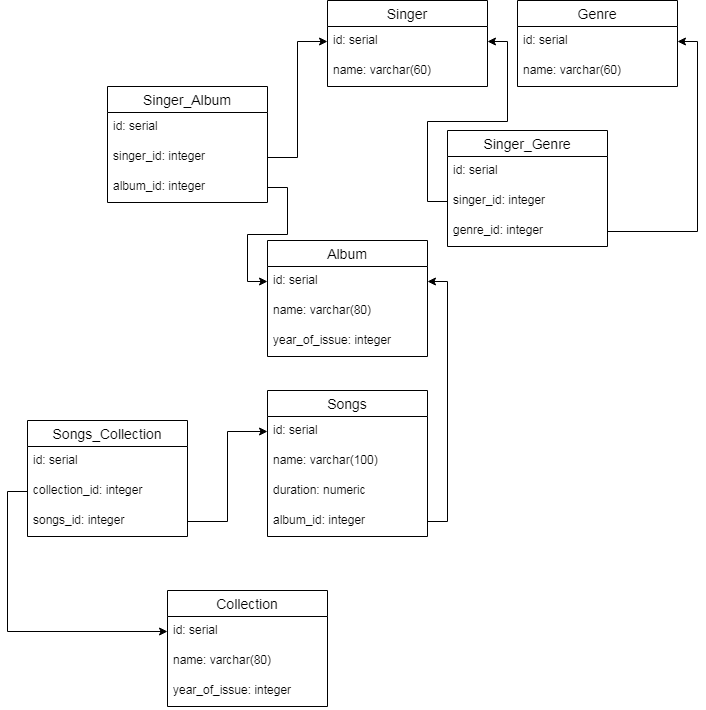 Singer
id: serial
name: varchar(60)
Genre
id: serial
name: varchar(60)
Singer_Album
id: serial
singer_id: integer
album_id: integer
Singer_Genre
id: serial
singer_id: integer
genre_id: integer
Album
id: serial
name: varchar(80)
year_of_issue: integer
Songs
id: serial
name: varchar(100)
duration: numeric
album_id: integer
Songs_Collection
id: serial
collection_id: integer
songs_id: integer
Collection
id: serial
name: varchar(80)
year_of_issue: integer